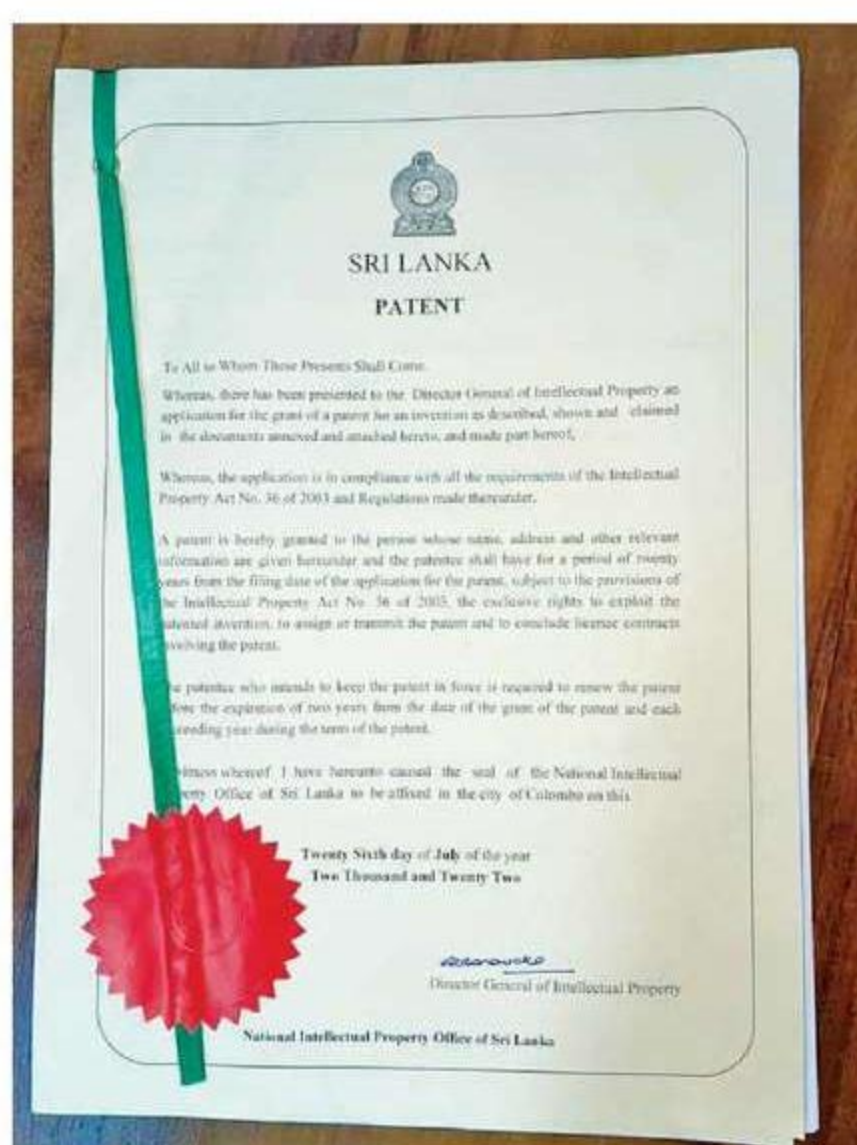 SRI LANKA
PATENT
To All to Whom These Presents Shall Come.
Whereas, there has been presented to the Director General of Intellectual Property an
application for the grant of a patent for an invention as described, shown and claimed
in the documents annexed and attached hereto, and made part hereof,
Whereas, the application is in compliance with all the requirements of the Intellectual
Property Act No. 36 of 2003 and Regulations made thereunder,
A patent is hereby granted to the person whose name, address and other relevant
information are given hereunder and the patentee shall have for a period of twenty
years from the filing date of the application for the patent, subject to the provisions of
the Intellectual Property Act No. 36 of 2003, the exclusive rights to exploit the
patented invention, to assign or transmit the patent and to conclude license contracts
involving the patent.
patentee who intends to keep the patent in force is required to renew the patent
the expiration of two years from the date of the grant of the patent and each
year during the term of the patent.
whereof I have hereunto caused the seal of the National Intellectual
Office of Sri Lanka to be affixed in the city of Colombo on this
Twenty Sixth day of July of the year
Two Thousand and Twenty Two
Director General of Intellectual Property
National Intellectual Property Office of Sri Lanka